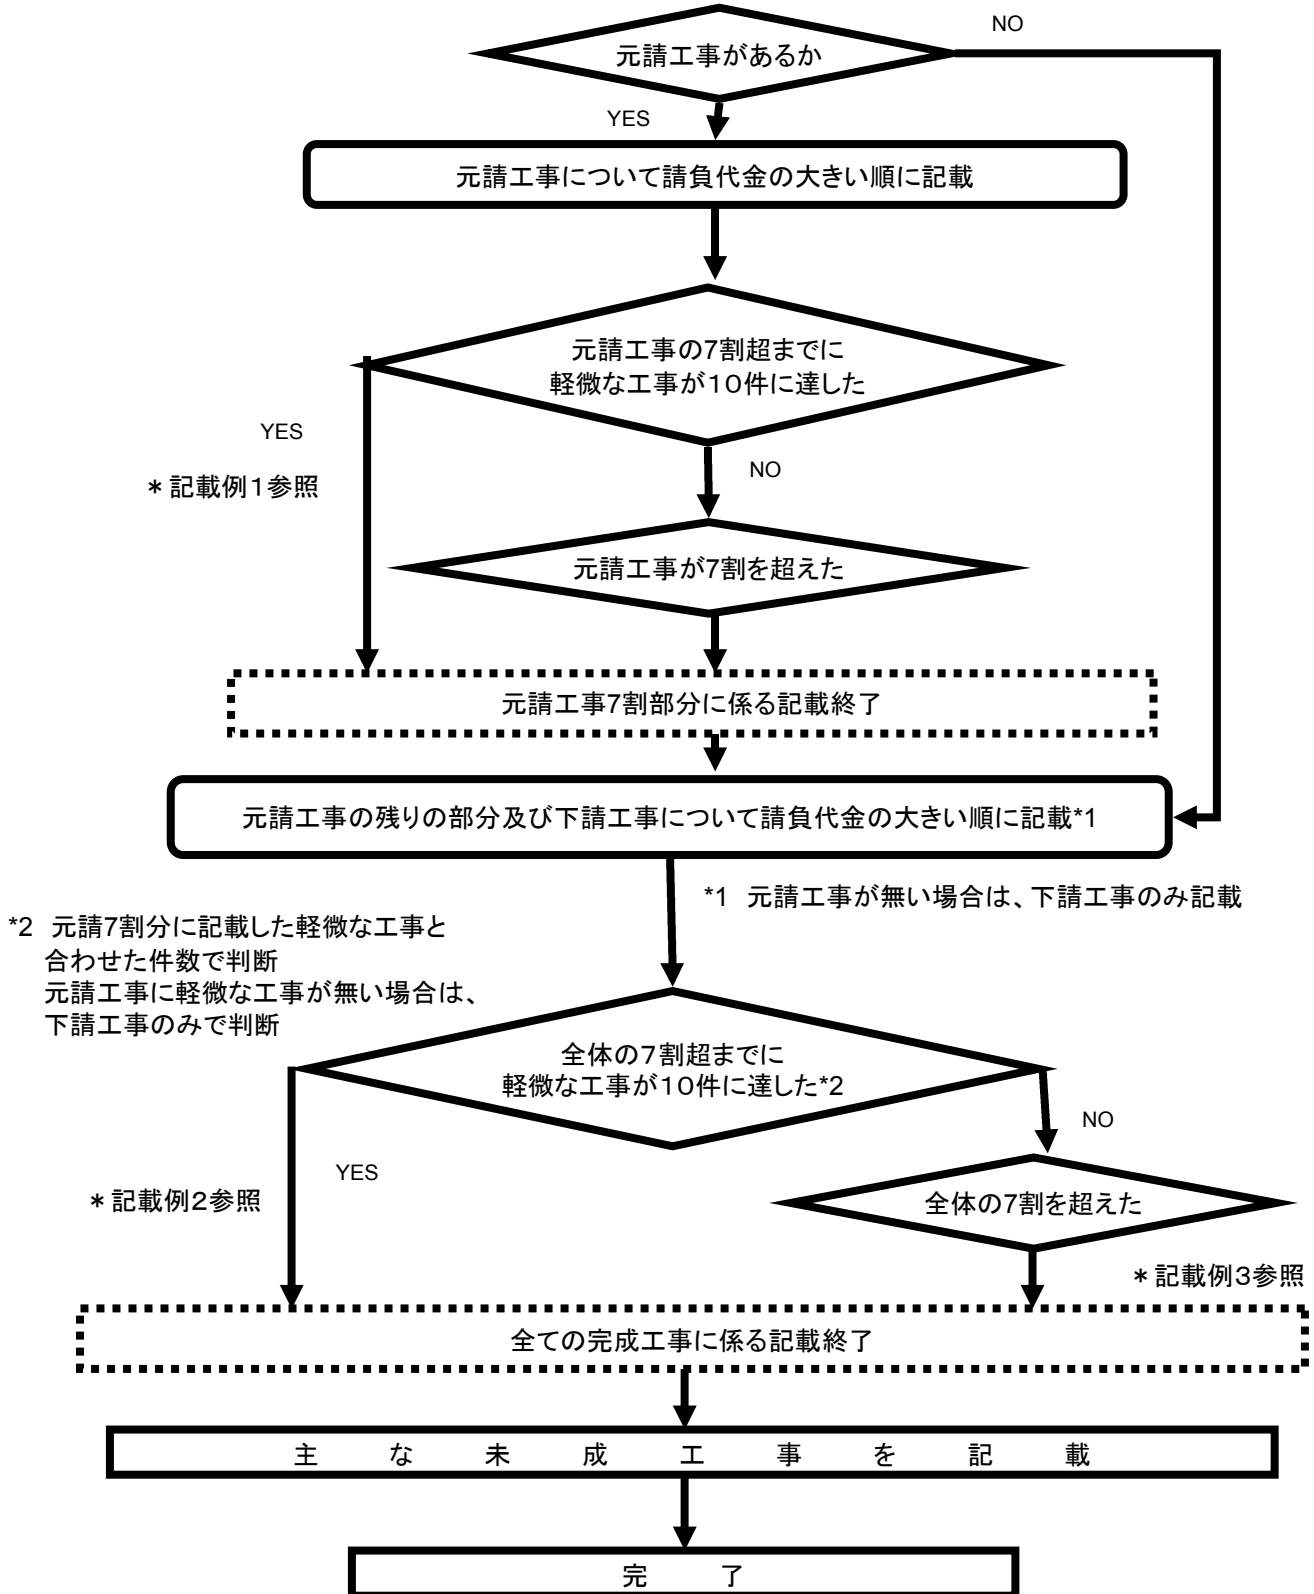 元請工事があるか
NO
YES
元請工事について請負代金の大きい順に記載
元請工事の7割超までに
軽微な工事が１０件に達した
YES
NO
＊記載例１参照
元請工事が7割を超えた
元請工事7割部分に係る記載終了
元請工事の残りの部分及び下請工事について請負代金の大きい順に記載*1
*1　元請工事が無い場合は、下請工事のみ記載
*2　元請7割分に記載した軽微な工事と
合わせた件数で判断
元請工事に軽微な工事が無い場合は、
下請工事のみで判断
全体の７割超までに
軽微な工事が１０件に達した*2
NO
YES
＊記載例２参照
全体の7割を超えた
＊記載例３参照
全ての完成工事に係る記載終了
主　な　未　成　工　事　を　記　載
完　了